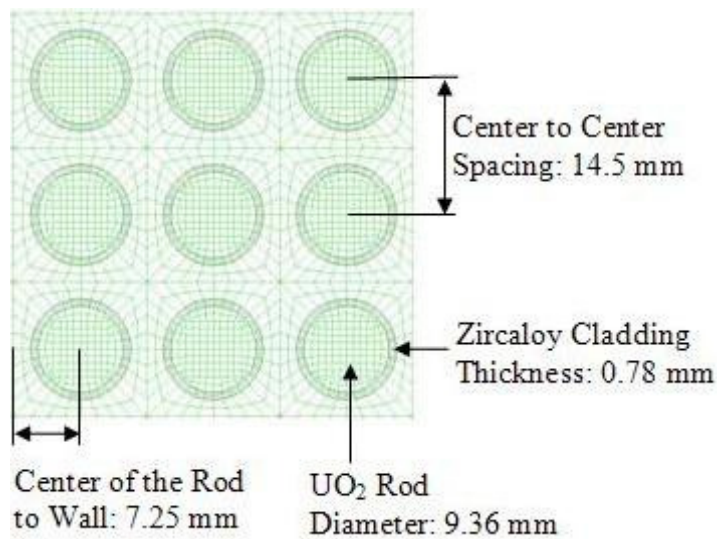 Center to Center
Spacing: 14.5 mm
Zircaloy Cladding
Thickness: 0.78 mm
Center of the Rod
to Wall: 7.25 mm
UO₂ Rod
Diameter: 9.36 mm